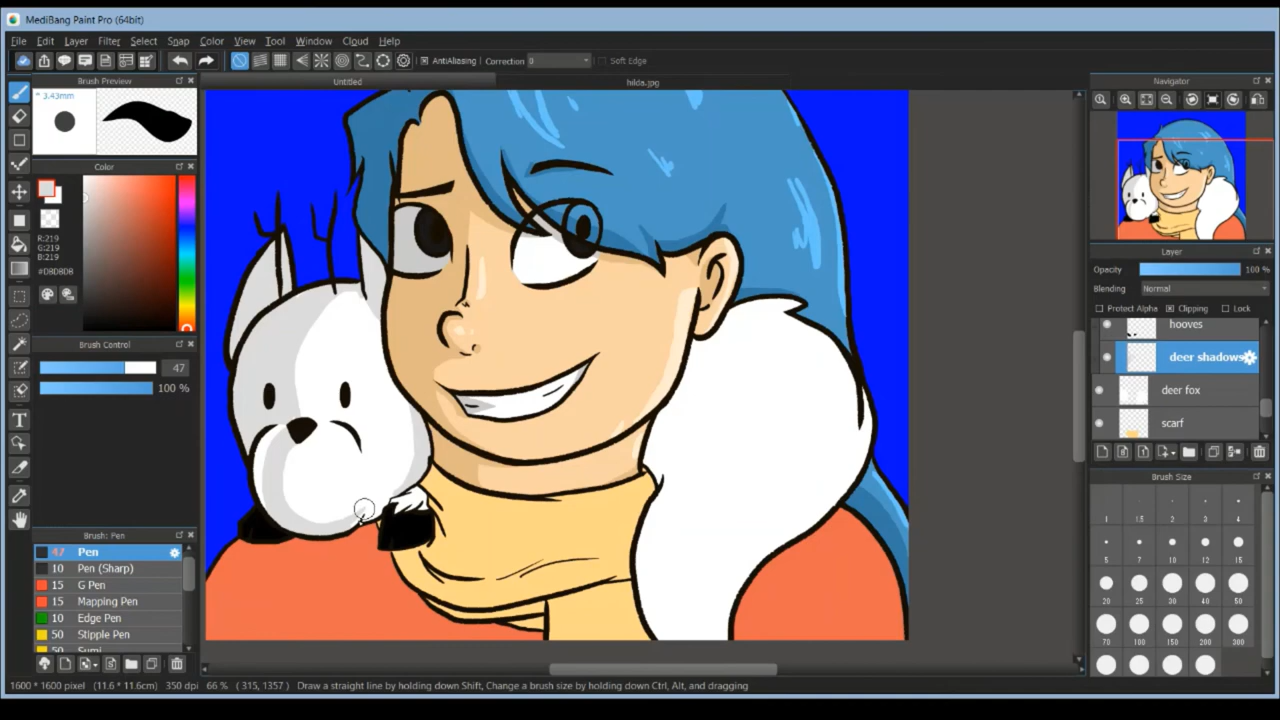 MediBang Paint Pro (64bit)
File Edit Layer Filter Select Snap Color View Tool Window Cloud Help
AntiAliasing Correction 0 Soft Edge
Brush Preview
Untitled hilda.jpg
Navigator
3.43mm
Color
R:219
G:219
B:219
#DBDBDB
Layer
Opacity 100 %
Blending Normal
Protect Alpha Clipping Lock
hooves
deer shadows
deer fox
scarf
Brush Control
47
100 %
Brush Size
1 1.5 2 3 4
5 7 10 12 15
20 25 30 40 50
70 100 150 200 300
Brush: Pen
47 Pen
10 Pen (Sharp)
15 G Pen
15 Mapping Pen
10 Edge Pen
50 Stipple Pen
50 Sumi
1600 * 1600 pixel (11.6 * 11.6cm) 350 dpi 66 % ( 315, 1357 ) Draw a straight line by holding down Shift, Change a brush size by holding down Ctrl, Alt, and dragging